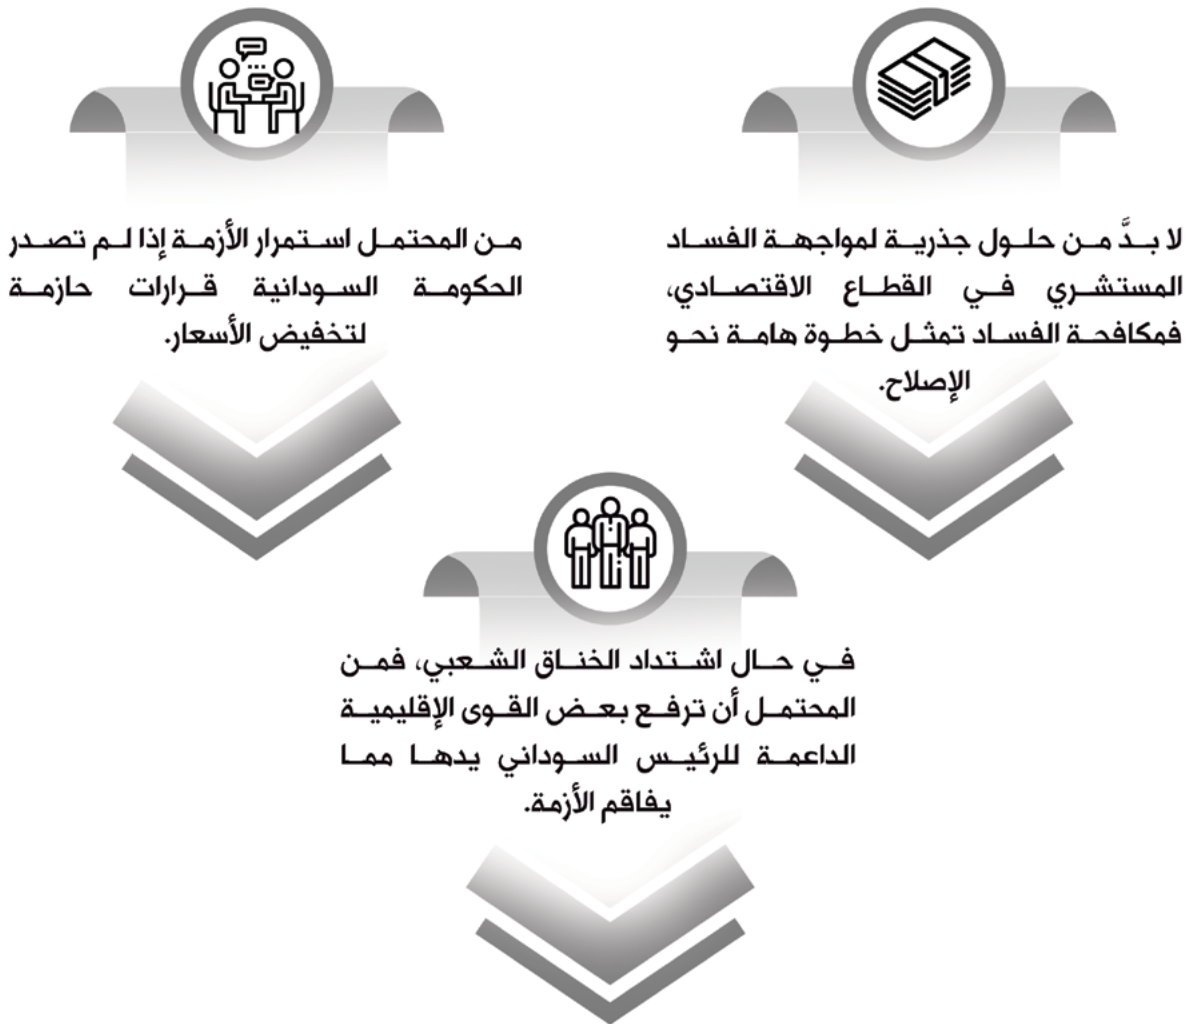 لا بدَّ من حلول جذرية لمواجهة الفساد
المستشري في القطاع الاقتصادي،
فمكافحة الفساد تمثل خطوة هامة نحو
الإصلاح.
من المحتمل استمرار الأزمة إذا لم تصدر
الحكومة السودانية قرارات حازمة
لتخفيض الأسعار.
في حال اشتداد الخناق الشعبي، فمن
المحتمل أن ترفع بعض القوى الإقليمية
الداعمة للرئيس السوداني يدها مما
يفاقم الأزمة.